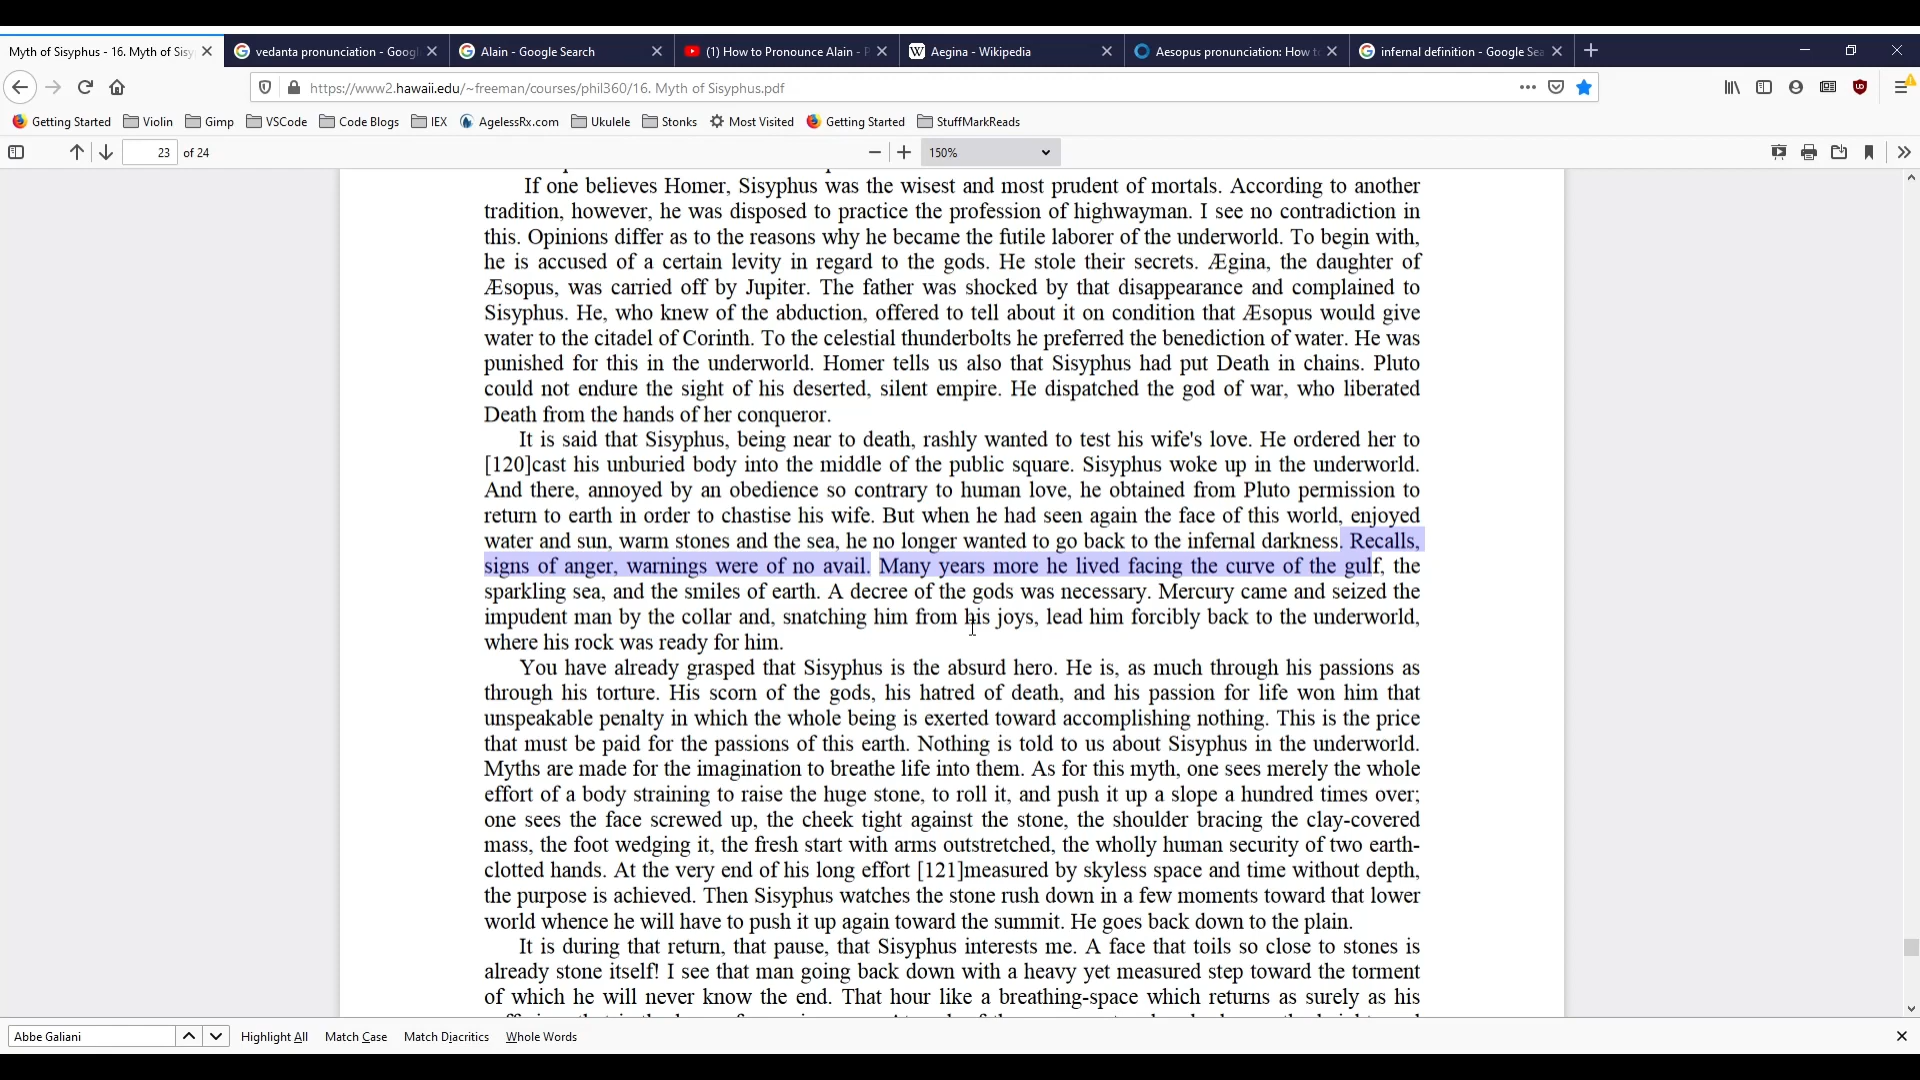 Myth of Sisyphus - 16. Myth of Sisy
vedanta pronunciation - Goog
Alain - Google Search
(1) How to Pronounce Alain - F
Aegina - Wikipedia
Aesopus pronunciation: How to
infernal definition - Google Sea
https://www2.hawaii.edu/~freeman/courses/phil360/16. Myth of Sisyphus.pdf
Getting Started Violin Gimp VSCode Code Blogs IEX AgelessRx.com Ukulele Stonks Most Visited Getting Started StuffMarkReads
23 of 24 150%
If one believes Homer, Sisyphus was the wisest and most prudent of mortals. According to another
tradition, however, he was disposed to practice the profession of highwayman. I see no contradiction in
this. Opinions differ as to the reasons why he became the futile laborer of the underworld. To begin with,
he is accused of a certain levity in regard to the gods. He stole their secrets. Ægina, the daughter of
Æsopus, was carried off by Jupiter. The father was shocked by that disappearance and complained to
Sisyphus. He, who knew of the abduction, offered to tell about it on condition that Æsopus would give
water to the citadel of Corinth. To the celestial thunderbolts he preferred the benediction of water. He was
punished for this in the underworld. Homer tells us also that Sisyphus had put Death in chains. Pluto
could not endure the sight of his deserted, silent empire. He dispatched the god of war, who liberated
Death from the hands of her conqueror.
It is said that Sisyphus, being near to death, rashly wanted to test his wife's love. He ordered her to
[120]cast his unburied body into the middle of the public square. Sisyphus woke up in the underworld.
And there, annoyed by an obedience so contrary to human love, he obtained from Pluto permission to
return to earth in order to chastise his wife. But when he had seen again the face of this world, enjoyed
water and sun, warm stones and the sea, he no longer wanted to go back to the infernal darkness. Recalls,
signs of anger, warnings were of no avail. Many years more he lived facing the curve of the gulf, the
sparkling sea, and the smiles of earth. A decree of the gods was necessary. Mercury came and seized the
impudent man by the collar and, snatching him from his joys, lead him forcibly back to the underworld,
where his rock was ready for him.
You have already grasped that Sisyphus is the absurd hero. He is, as much through his passions as
through his torture. His scorn of the gods, his hatred of death, and his passion for life won him that
unspeakable penalty in which the whole being is exerted toward accomplishing nothing. This is the price
that must be paid for the passions of this earth. Nothing is told to us about Sisyphus in the underworld.
Myths are made for the imagination to breathe life into them. As for this myth, one sees merely the whole
effort of a body straining to raise the huge stone, to roll it, and push it up a slope a hundred times over;
one sees the face screwed up, the cheek tight against the stone, the shoulder bracing the clay-covered
mass, the foot wedging it, the fresh start with arms outstretched, the wholly human security of two earth-
clotted hands. At the very end of his long effort [121]measured by skyless space and time without depth,
the purpose is achieved. Then Sisyphus watches the stone rush down in a few moments toward that lower
world whence he will have to push it up again toward the summit. He goes back down to the plain.
It is during that return, that pause, that Sisyphus interests me. A face that toils so close to stones is
already stone itself! I see that man going back down with a heavy yet measured step toward the torment
of which he will never know the end. That hour like a breathing-space which returns as surely as his
Abbe Galiani Highlight All Match Case Match Diacritics Whole Words